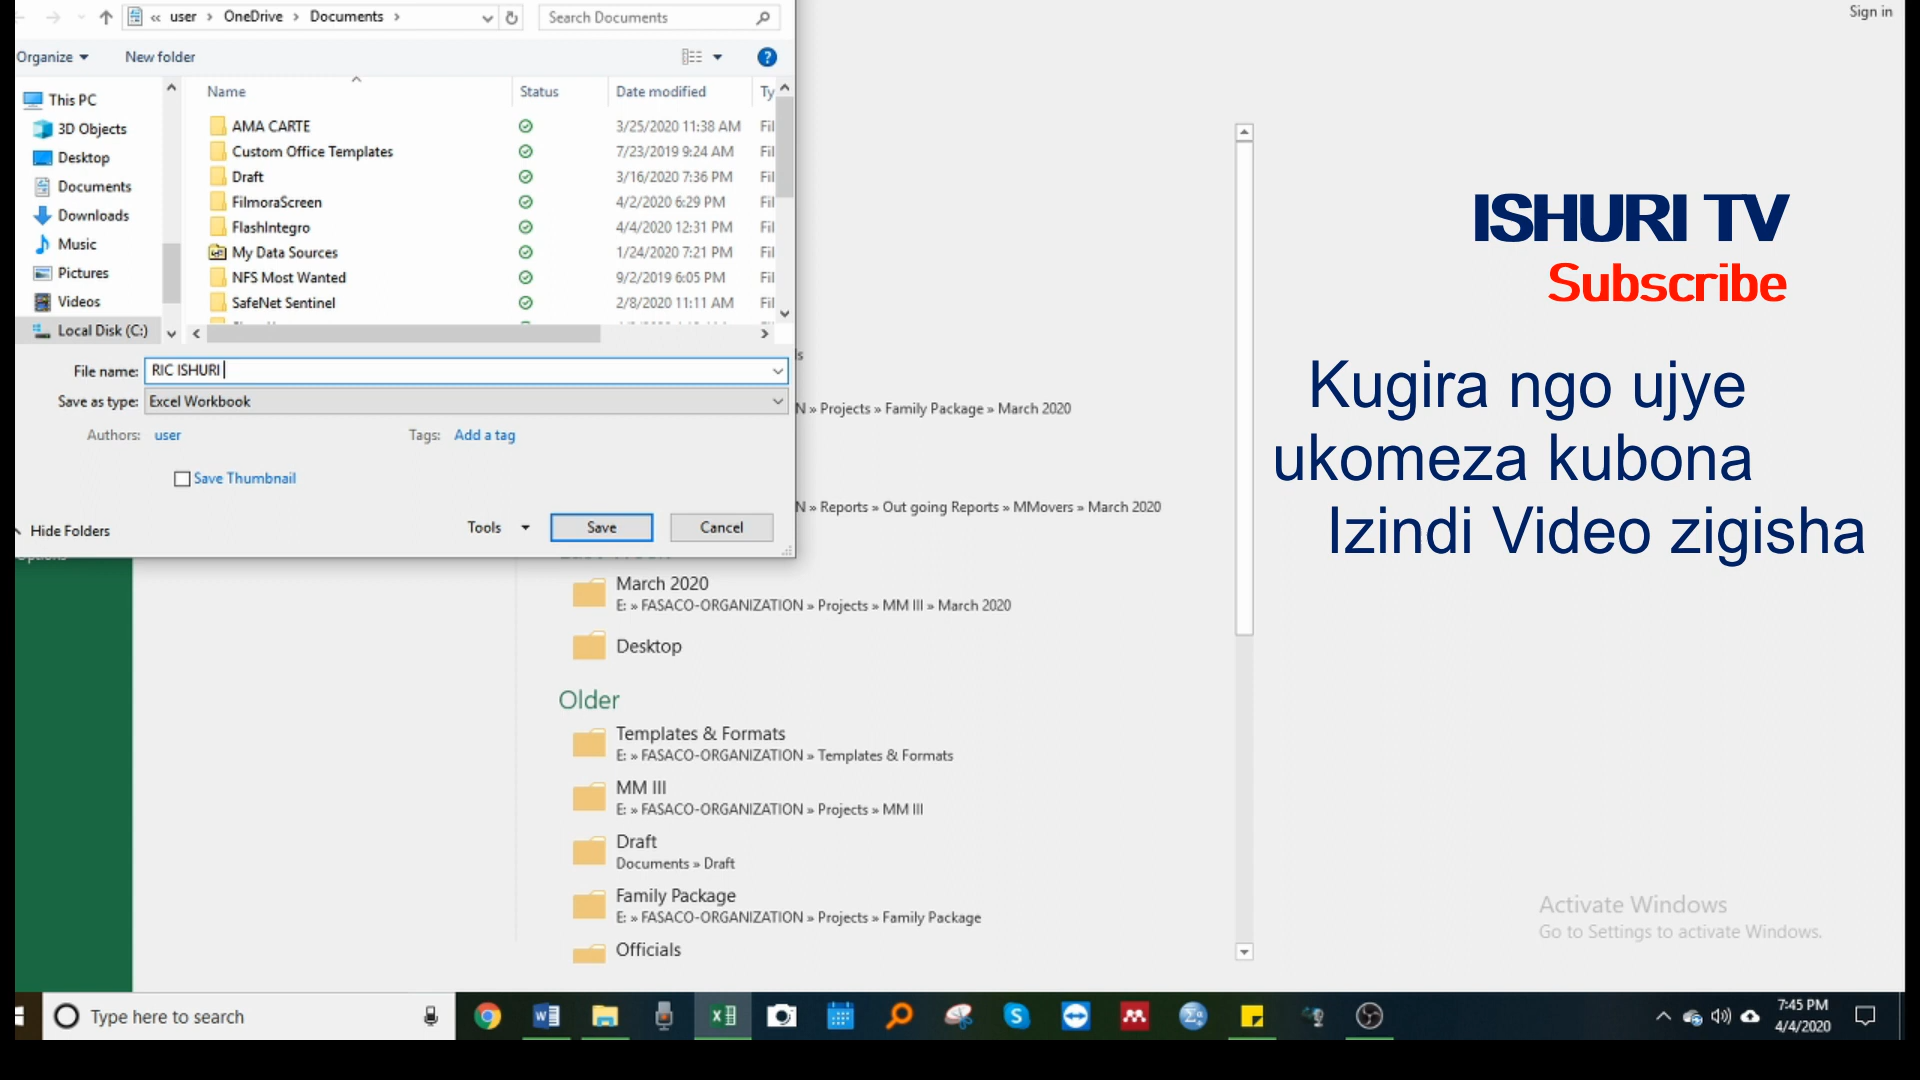 « user › OneDrive › Documents ›
Search Documents
Sign in
Organize
New folder
Name
Status
Date modified
Ty
This PC
3D Objects
Desktop
Documents
Downloads
Music
Pictures
Videos
Local Disk (C:)
AMA CARTE 3/25/2020 11:38 AM Fil
Custom Office Templates 7/23/2019 9:24 AM Fil
Draft 3/16/2020 7:36 PM Fil
FilmoraScreen 4/2/2020 6:29 PM Fil
FlashIntegro 4/4/2020 12:31 PM Fil
My Data Sources 1/24/2020 7:21 PM Fil
NFS Most Wanted 9/2/2019 6:05 PM Fil
SafeNet Sentinel 2/8/2020 11:11 AM Fil
File name: RIC ISHURI
Save as type: Excel Workbook
Authors: user
Tags: Add a tag
Save Thumbnail
Hide Folders
Tools
Save
Cancel
ISHURI TV
Subscribe
Kugira ngo ujye
ukomeza kubona
Izindi Video zigisha
N » Projects » Family Package » March 2020
N » Reports » Out going Reports » MMovers » March 2020
March 2020
E: » FASACO-ORGANIZATION » Projects » MM III » March 2020
Desktop
Older
Templates & Formats
E: » FASACO-ORGANIZATION » Templates & Formats
MM III
E: » FASACO-ORGANIZATION » Projects » MM III
Draft
Documents » Draft
Family Package
E: » FASACO-ORGANIZATION » Projects » Family Package
Officials
Activate Windows
Go to Settings to activate Windows.
Type here to search
7:45 PM
4/4/2020